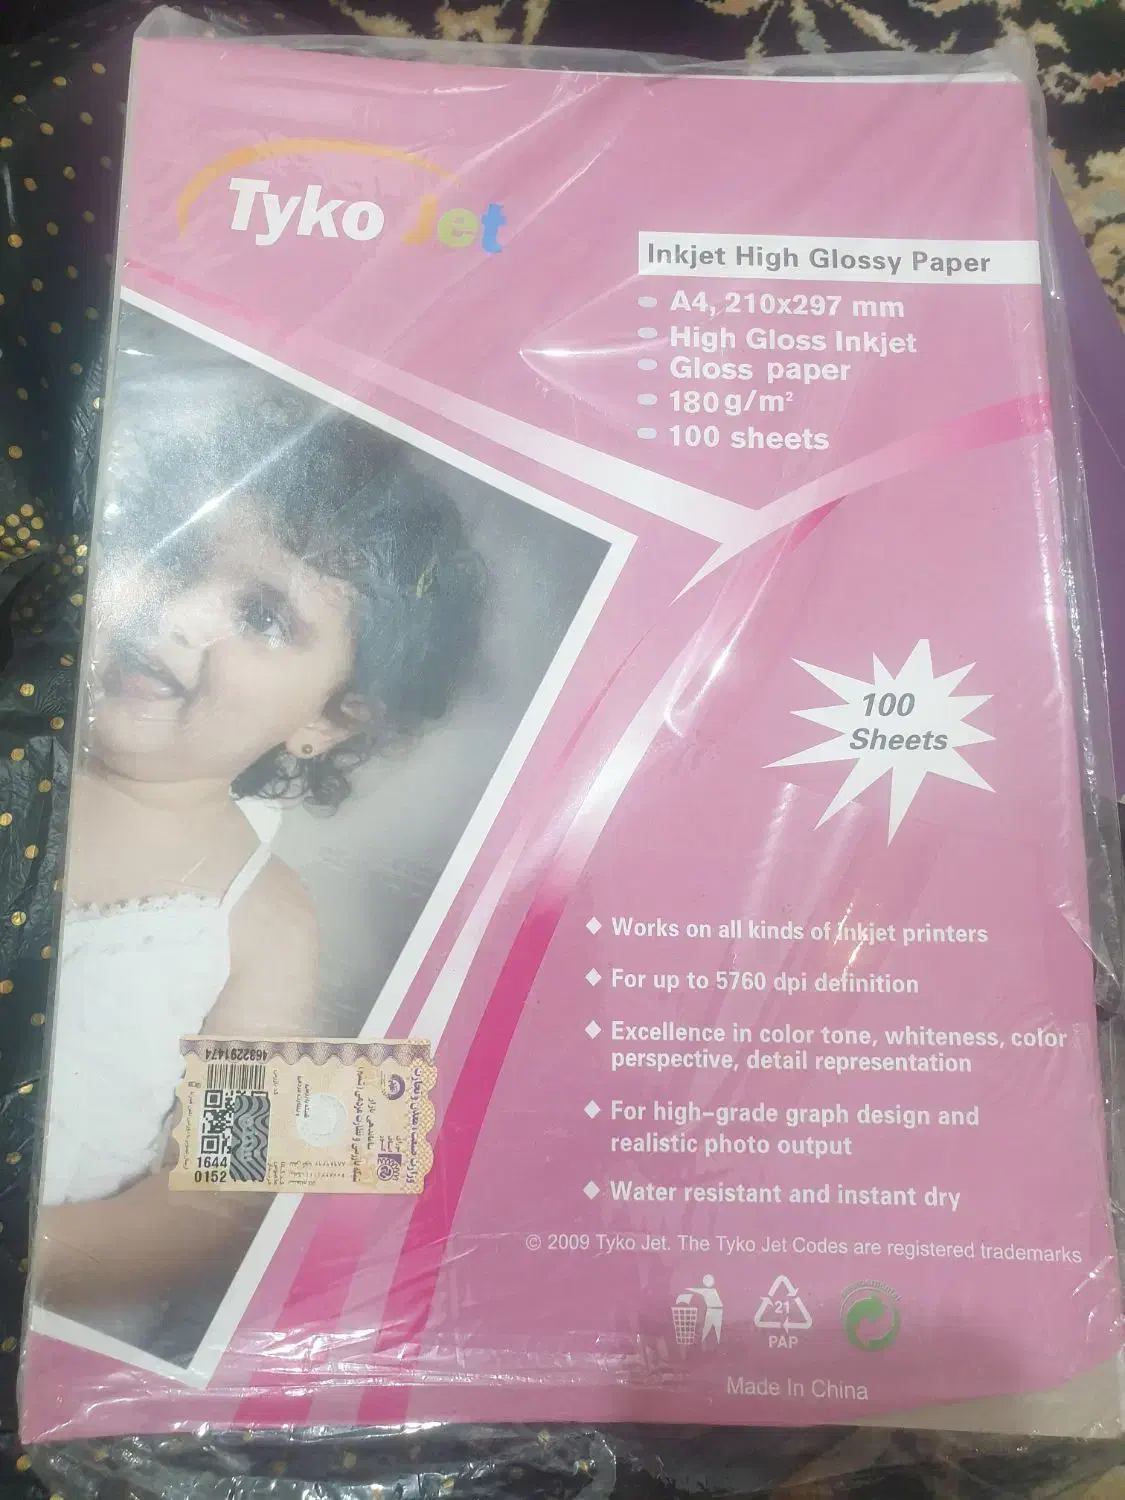 Tyko Jet
Inkjet High Glossy Paper
A4, 210x297 mm
High Gloss Inkjet
Gloss paper
180 g/m²
100 sheets
100
Sheets
◆ Works on all kinds of inkjet printers
◆ For up to 5760 dpi definition
◆ Excellence in color tone, whiteness, color
perspective, detail representation
◆ For high-grade graph design and
realistic photo output
◆ Water resistant and instant dry
© 2009 Tyko Jet. The Tyko Jet Codes are registered trademarks
21
PAP
Made In China
4682291474
1644
0152